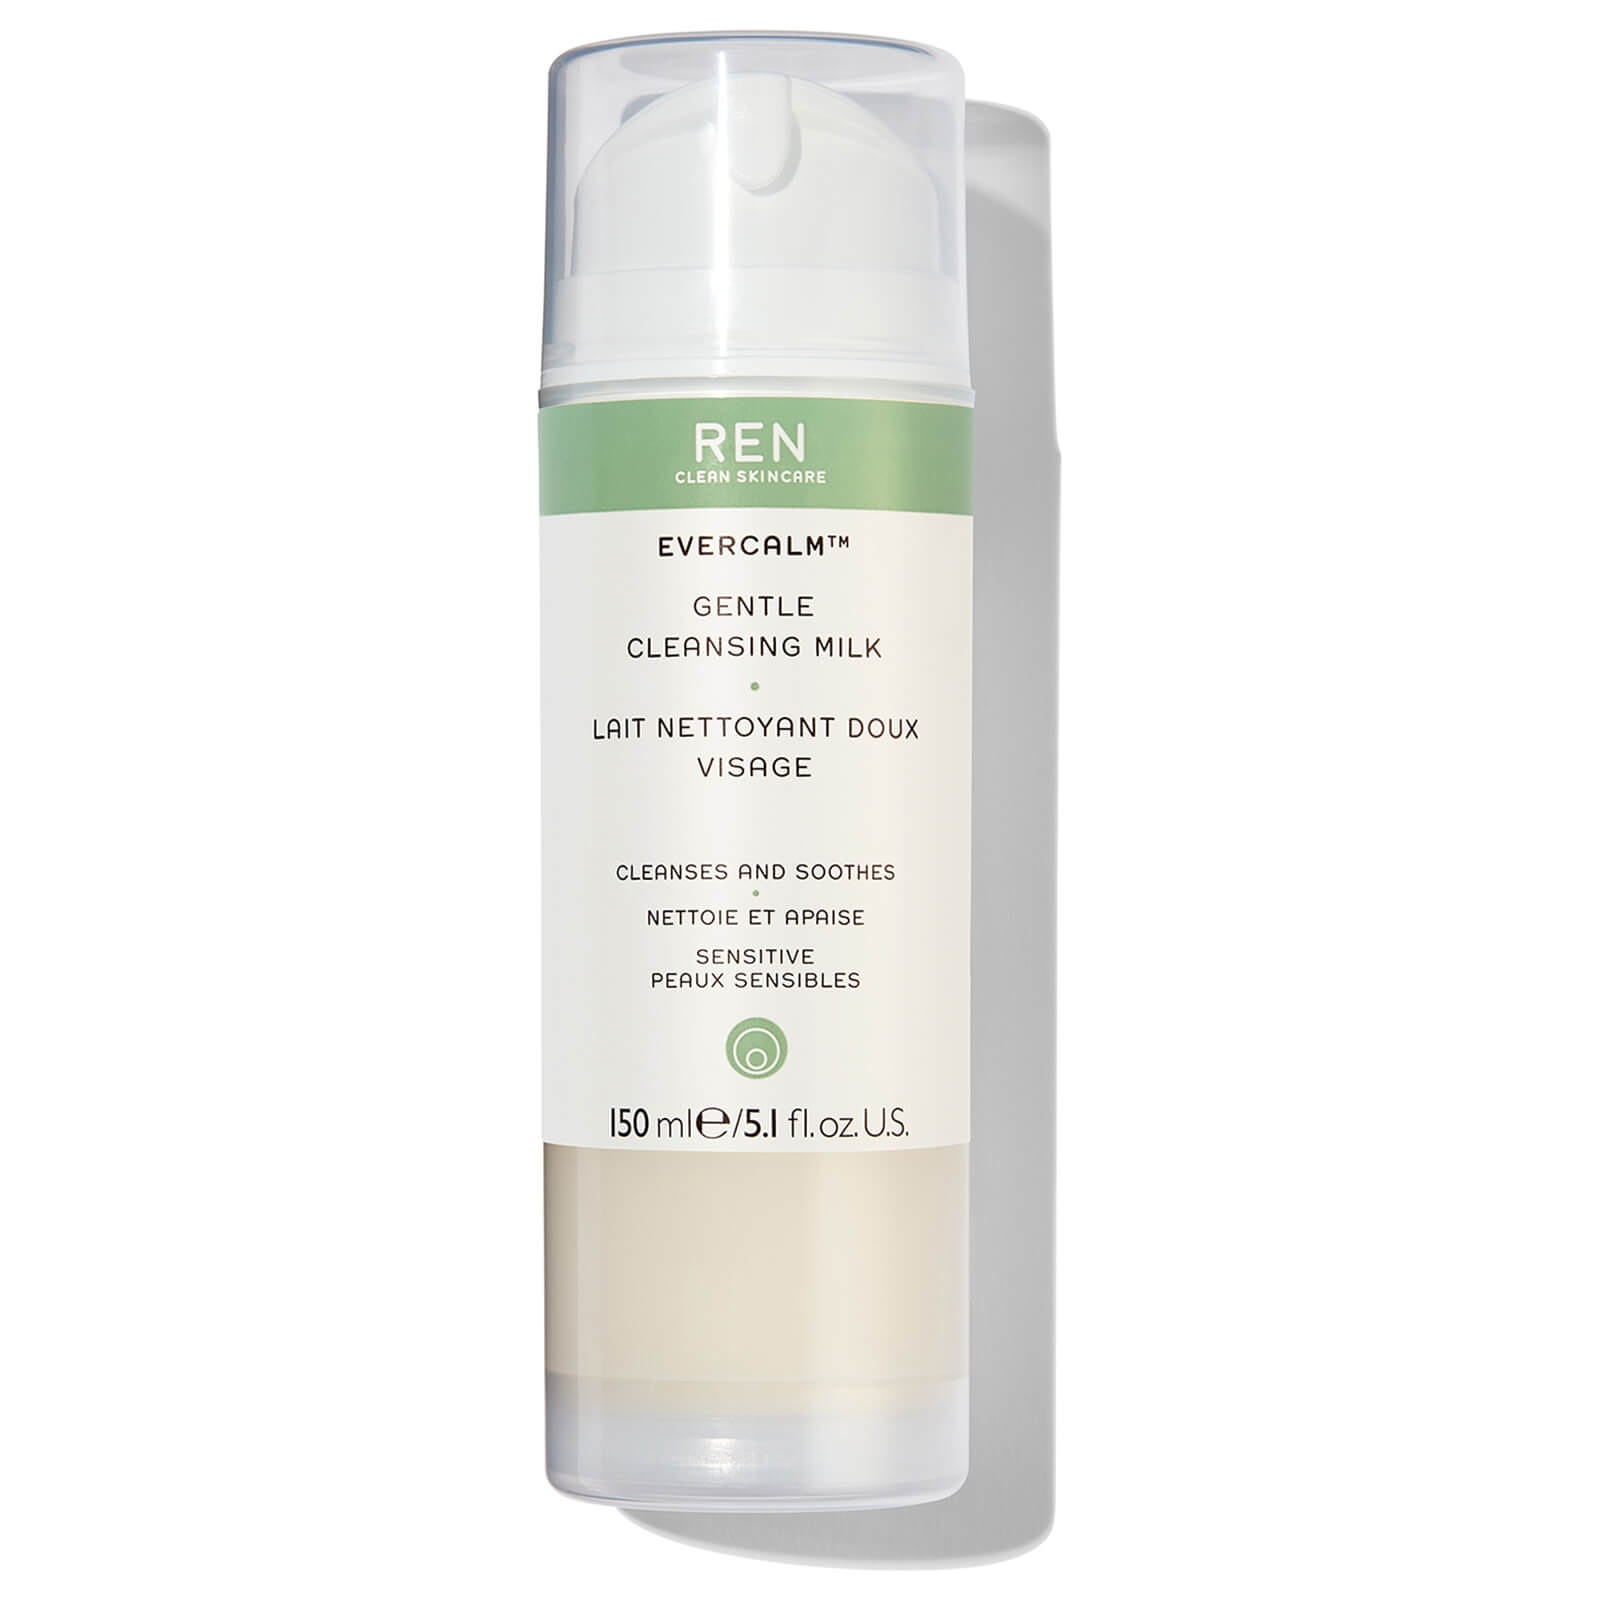 REN
CLEAN SKINCARE
EVERCALM™
GENTLE
CLEANSING MILK
•
LAIT NETTOYANT DOUX
VISAGE
CLEANSES AND SOOTHES
•
NETTOIE ET APAISE
SENSITIVE
PEAUX SENSIBLES
150 ml℮/5.1 fl.oz.U.S.